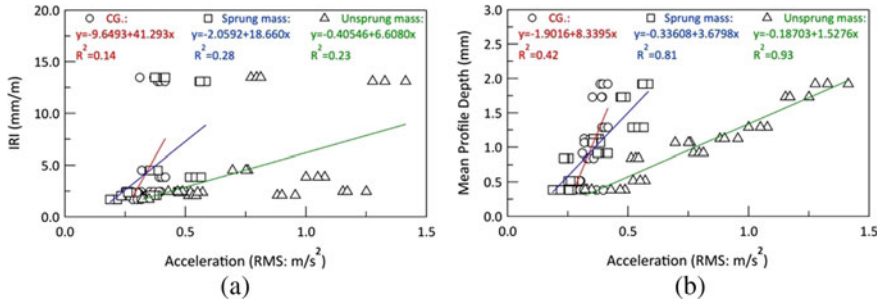 CG.: Sprung mass: Unsprung mass:
y=-9.6493+41.293x y=-2.0592+18.660x y=-0.40546+6.6080x
R²=0.14 R²=0.28 R²=0.23
20.0
15.0
10.0
5.0
0.0
IRI (mm/m)
0.0 0.5 1.0 1.5
Acceleration (RMS: m/s²)
(a)
CG.: Sprung mass: Unsprung mass:
y=-1.9016+8.3395x y=-0.33608+3.6798x y=-0.18703+1.5276x
R²=0.42 R²=0.81 R²=0.93
3.0
2.5
2.0
1.5
1.0
0.5
0.0
Mean Profile Depth (mm)
0.0 0.5 1.0 1.5
Acceleration (RMS: m/s²)
(b)